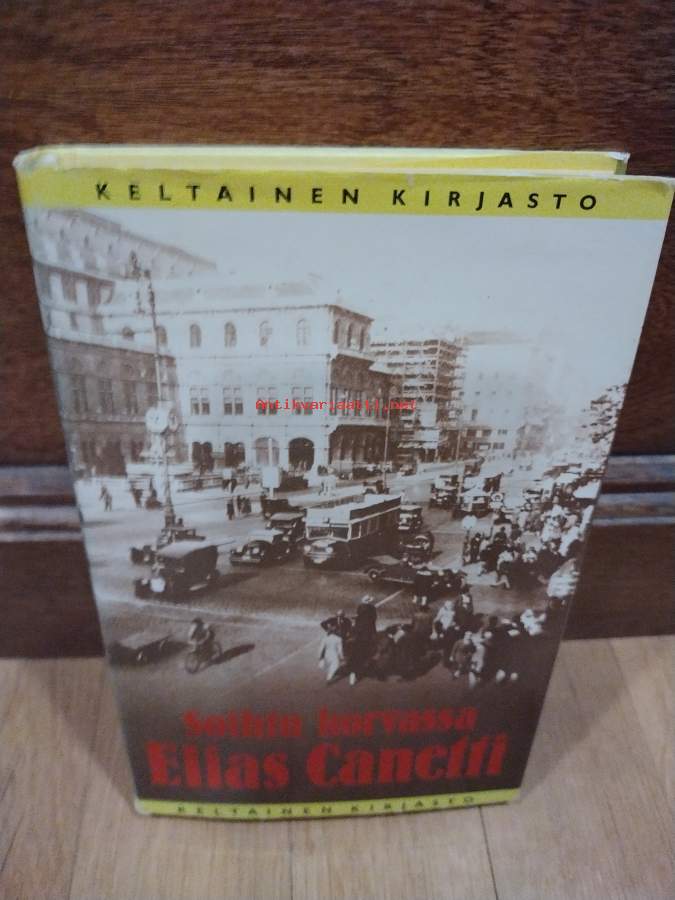 KELTAINEN KIRJASTO
Antikvariaatti.net
Soihtu korvassa
Elias Canetti
KELTAINEN KIRJASTO